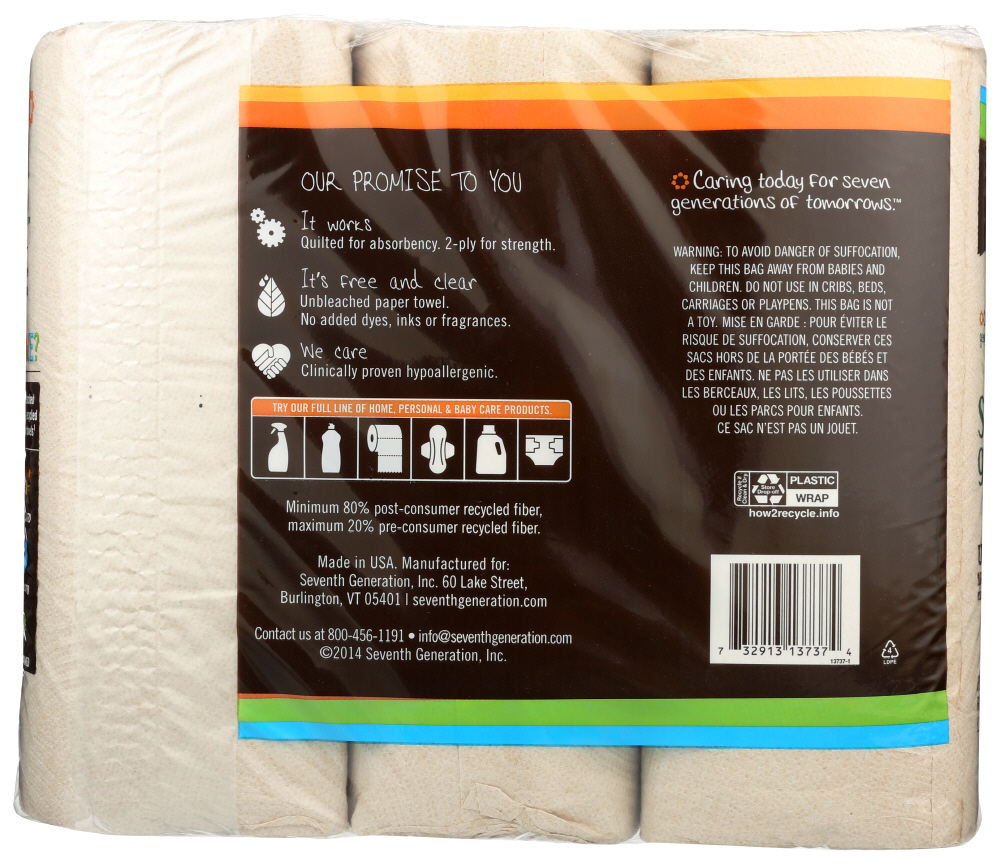 OUR PROMISE TO YOU
It works
Quilted for absorbency. 2-ply for strength.
It's free and clear
Unbleached paper towel.
No added dyes, inks or fragrances.
We care
Clinically proven hypoallergenic.
TRY OUR FULL LINE OF HOME, PERSONAL & BABY CARE PRODUCTS.
Minimum 80% post-consumer recycled fiber,
maximum 20% pre-consumer recycled fiber.
Made in USA. Manufactured for:
Seventh Generation, Inc. 60 Lake Street,
Burlington, VT 05401 | seventhgeneration.com
Contact us at 800-456-1191 • info@seventhgeneration.com
©2014 Seventh Generation, Inc.
Caring today for seven
generations of tomorrows.™
WARNING: TO AVOID DANGER OF SUFFOCATION,
KEEP THIS BAG AWAY FROM BABIES AND
CHILDREN. DO NOT USE IN CRIBS, BEDS,
CARRIAGES OR PLAYPENS. THIS BAG IS NOT
A TOY. MISE EN GARDE : POUR ÉVITER LE
RISQUE DE SUFFOCATION, CONSERVER CES
SACS HORS DE LA PORTÉE DES BÉBÉS ET
DES ENFANTS. NE PAS LES UTILISER DANS
LES BERCEAUX, LES LITS, LES POUSSETTES
OU LES PARCS POUR ENFANTS.
CE SAC N'EST PAS UN JOUET.
Recycle if
Clean & Dry
Store
Drop-off
PLASTIC
WRAP
how2recycle.info
7 32913 13737 4
13737-1
4
LDPE